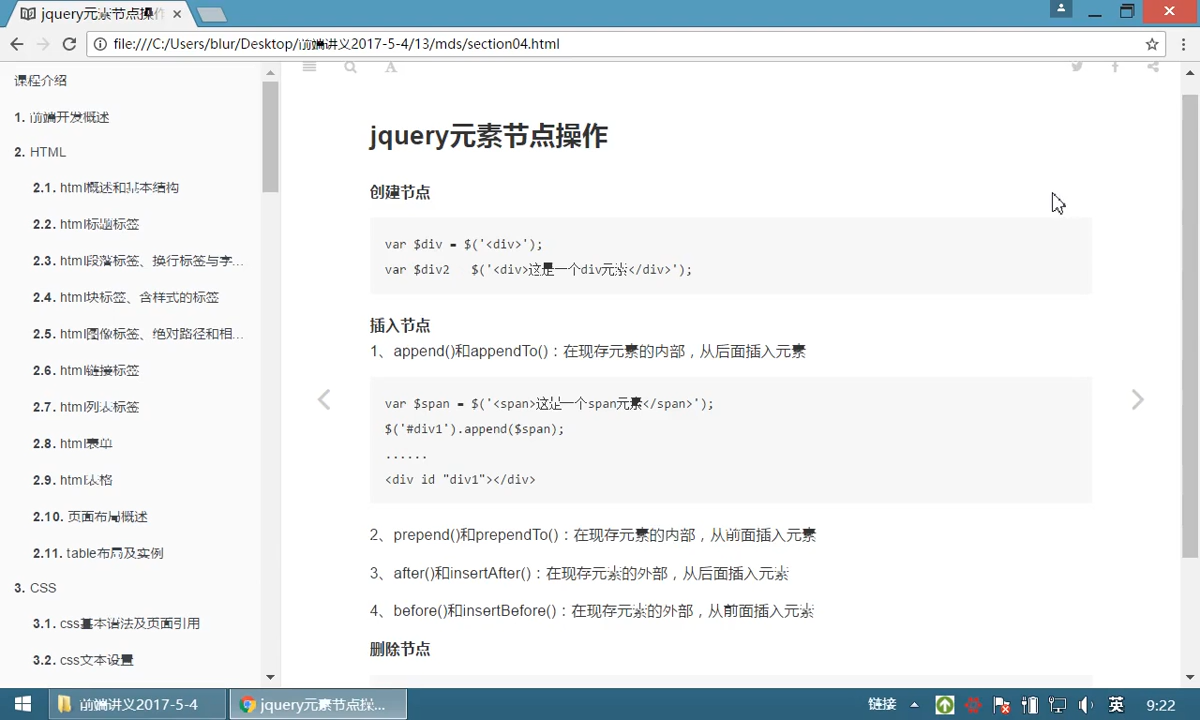 jquery元素节点操作
file:///C:/Users/blur/Desktop/前端讲义2017-5-4/13/mds/section04.html
课程介绍
1. 前端开发概述
2. HTML
2.1. html概述和基本结构
2.2. html标题标签
2.3. html段落标签、换行标签与字…
2.4. html块标签、含样式的标签
2.5. html图像标签、绝对路径和相…
2.6. html链接标签
2.7. html列表标签
2.8. html表单
2.9. html表格
2.10. 页面布局概述
2.11. table布局及实例
3. CSS
3.1. css基本语法及页面引用
3.2. css文本设置
A
jquery元素节点操作
创建节点
var $div = $('<div>');
var $div2 $('<div>这是一个div元素</div>');
插入节点
1、append()和appendTo()：在现存元素的内部，从后面插入元素
var $span = $('<span>这是一个span元素</span>');
$('#div1').append($span);
......
<div id "div1"></div>
2、prepend()和prependTo()：在现存元素的内部，从前面插入元素
3、after()和insertAfter()：在现存元素的外部，从后面插入元素
4、before()和insertBefore()：在现存元素的外部，从前面插入元素
删除节点
前端讲义2017-5-4
jquery元素节点操...
链接
英
9:22